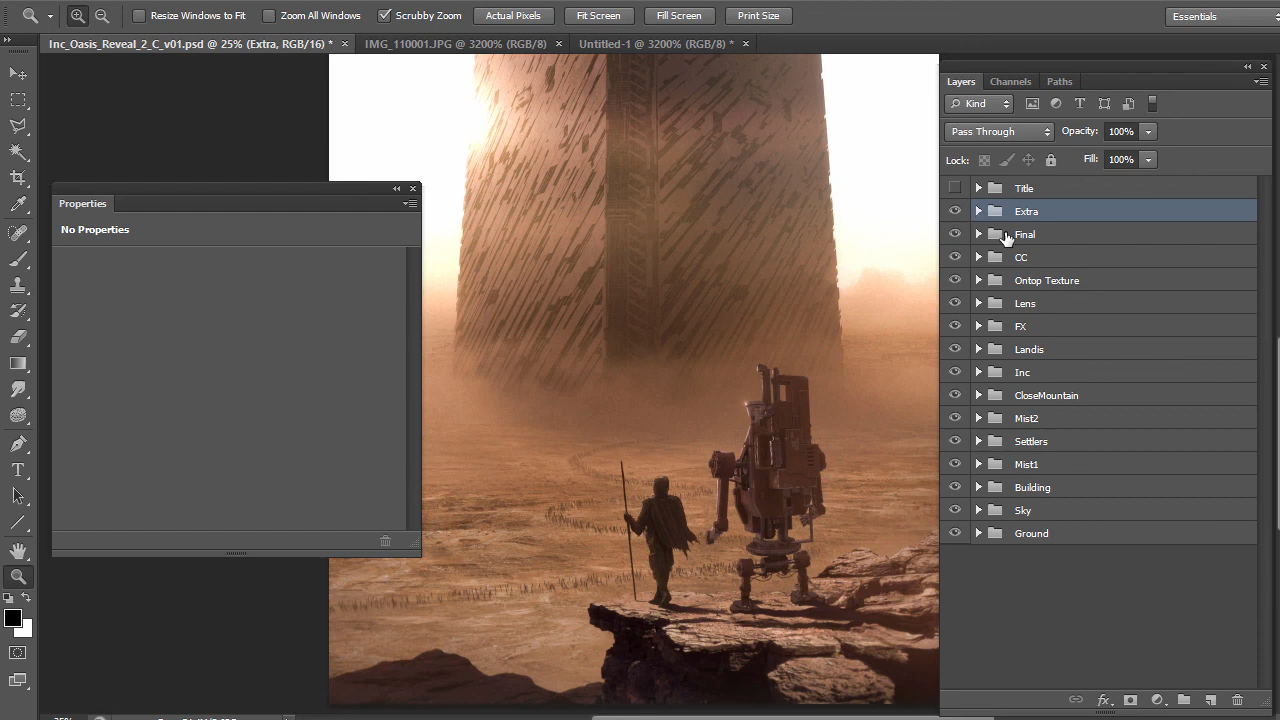 Resize Windows to Fit Zoom All Windows Scrubby Zoom Actual Pixels Fit Screen Fill Screen Print Size Essentials
Inc_Oasis_Reveal_2_C_v01.psd @ 25% (Extra, RGB/16) * × IMG_110001.JPG @ 3200% (RGB/8) × Untitled-1 @ 3200% (RGB/8) * ×
Properties
No Properties
Layers Channels Paths
Kind
Pass Through Opacity: 100%
Lock: Fill: 100%
Title
Extra
Final
CC
Ontop Texture
Lens
FX
Landis
Inc
CloseMountain
Mist2
Settlers
Mist1
Building
Sky
Ground